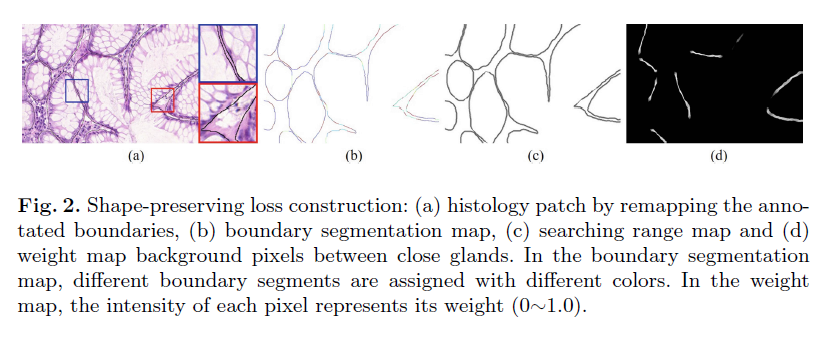 (a)
(b)
(c)
(d)
Fig. 2. Shape-preserving loss construction: (a) histology patch by remapping the anno-
tated boundaries, (b) boundary segmentation map, (c) searching range map and (d)
weight map background pixels between close glands. In the boundary segmentation
map, different boundary segments are assigned with different colors. In the weight
map, the intensity of each pixel represents its weight (0~1.0).